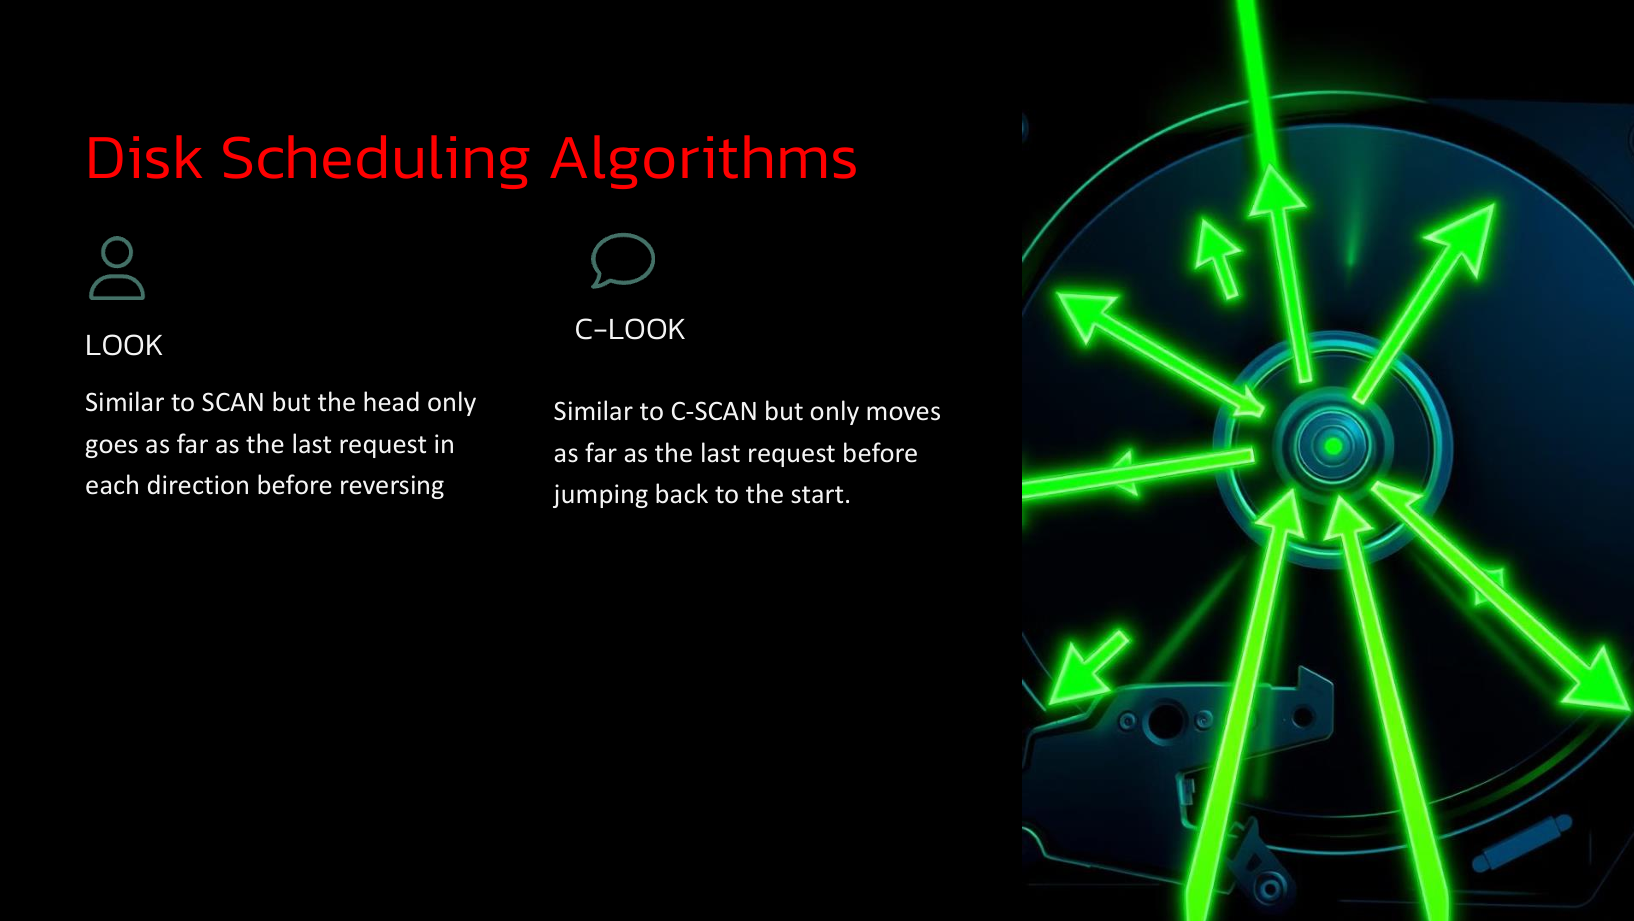 Disk Scheduling Algorithms
LOOK
Similar to SCAN but the head only
goes as far as the last request in
each direction before reversing
C-LOOK
Similar to C-SCAN but only moves
as far as the last request before
jumping back to the start.